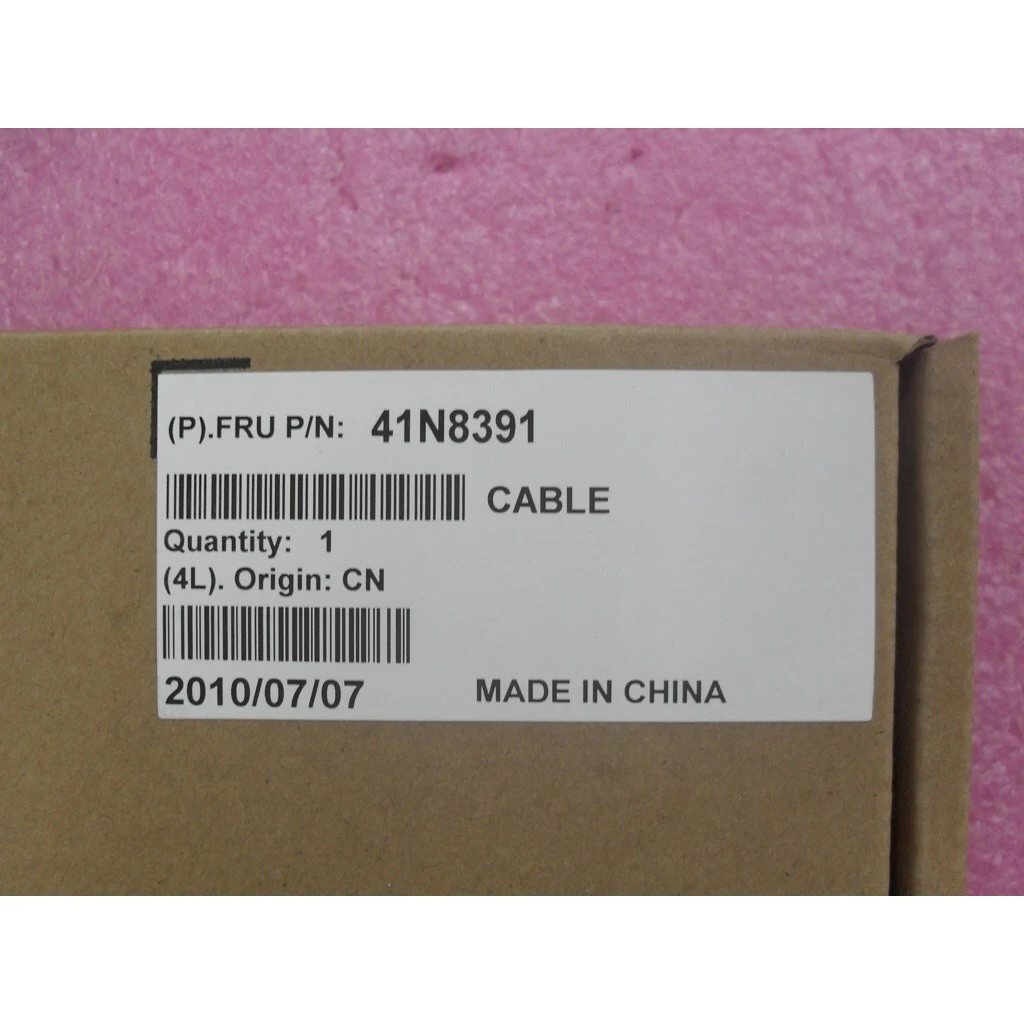 (P).FRU P/N: 41N8391
CABLE
Quantity: 1
(4L). Origin: CN
2010/07/07 MADE IN CHINA